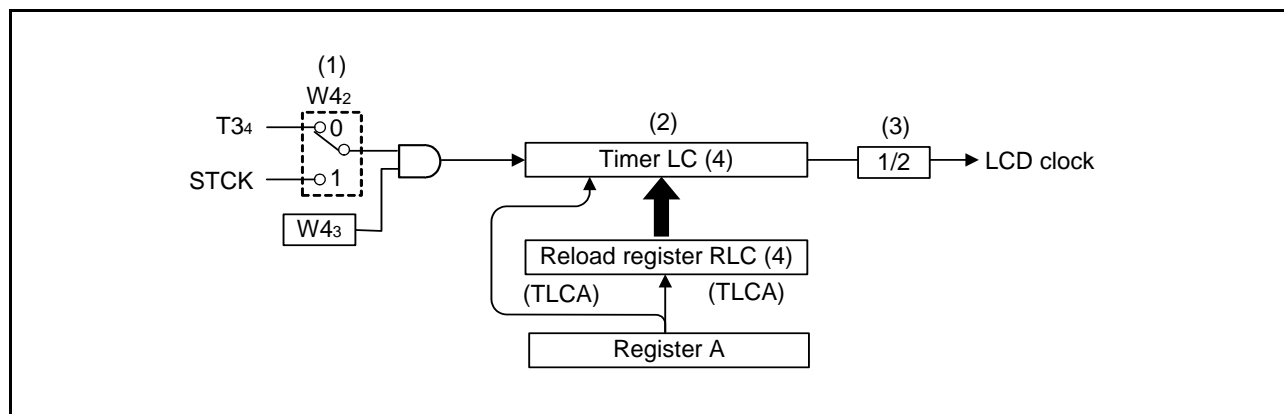 (1)
W42
T34
0
STCK
1
W43
(2)
Timer LC (4)
(3)
1/2
LCD clock
Reload register RLC (4)
(TLCA)
(TLCA)
Register A